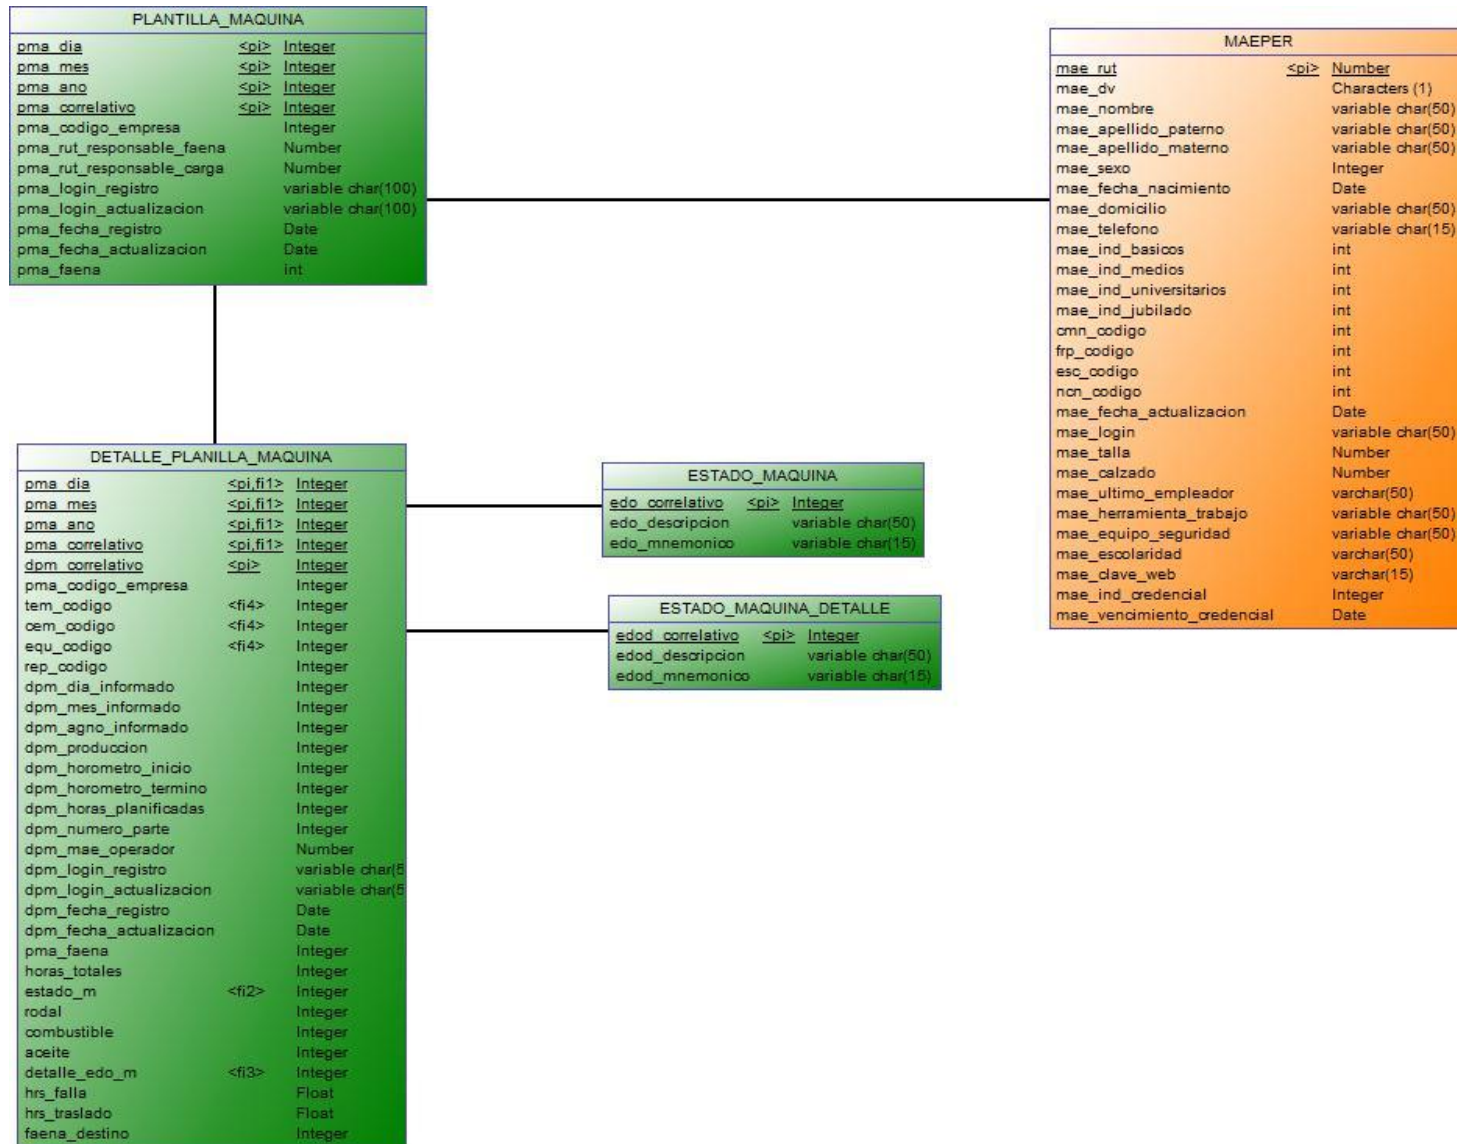 PLANTILLA_MAQUINA
pma_dia <pi> Integer
pma_mes <pi> Integer
pma_ano <pi> Integer
pma_correlativo <pi> Integer
pma_codigo_empresa Integer
pma_rut_responsable_faena Number
pma_rut_responsable_carga Number
pma_login_registro variable char(100)
pma_login_actualizacion variable char(100)
pma_fecha_registro Date
pma_fecha_actualizacion Date
pma_faena int
MAEPER
mae_rut <pi> Number
mae_dv Characters (1)
mae_nombre variable char(50)
mae_apellido_paterno variable char(50)
mae_apellido_materno variable char(50)
mae_sexo Integer
mae_fecha_nacimiento Date
mae_domicilio variable char(50)
mae_telefono variable char(15)
mae_ind_basicos int
mae_ind_medios int
mae_ind_universitarios int
mae_ind_jubilado int
cmn_codigo int
frp_codigo int
esc_codigo int
ncn_codigo int
mae_fecha_actualizacion Date
mae_login variable char(50)
mae_talla Number
mae_calzado Number
mae_ultimo_empleador varchar(50)
mae_herramienta_trabajo variable char(50)
mae_equipo_seguridad variable char(50)
mae_escolaridad varchar(50)
mae_clave_web varchar(15)
mae_ind_credencial Integer
mae_vencimiento_credencial Date
DETALLE_PLANILLA_MAQUINA
pma_dia <pi,fi1> Integer
pma_mes <pi,fi1> Integer
pma_ano <pi,fi1> Integer
pma_correlativo <pi,fi1> Integer
dpm_correlativo <pi> Integer
pma_codigo_empresa Integer
tem_codigo <fi4> Integer
cem_codigo <fi4> Integer
equ_codigo <fi4> Integer
rep_codigo Integer
dpm_dia_informado Integer
dpm_mes_informado Integer
dpm_agno_informado Integer
dpm_produccion Integer
dpm_horometro_inicio Integer
dpm_horometro_termino Integer
dpm_horas_planificadas Integer
dpm_numero_parte Integer
dpm_mae_operador Number
dpm_login_registro variable char(5
dpm_login_actualizacion variable char(5
dpm_fecha_registro Date
dpm_fecha_actualizacion Date
pma_faena Integer
horas_totales Integer
estado_m <fi2> Integer
rodal Integer
combustible Integer
aceite Integer
detalle_edo_m <fi3> Integer
hrs_falla Float
hrs_traslado Float
faena_destino Integer
ESTADO_MAQUINA
edo_correlativo <pi> Integer
edo_descripcion variable char(50)
edo_mnemonico variable char(15)
ESTADO_MAQUINA_DETALLE
edod_correlativo <pi> Integer
edod_descripcion variable char(50)
edod_mnemonico variable char(15)